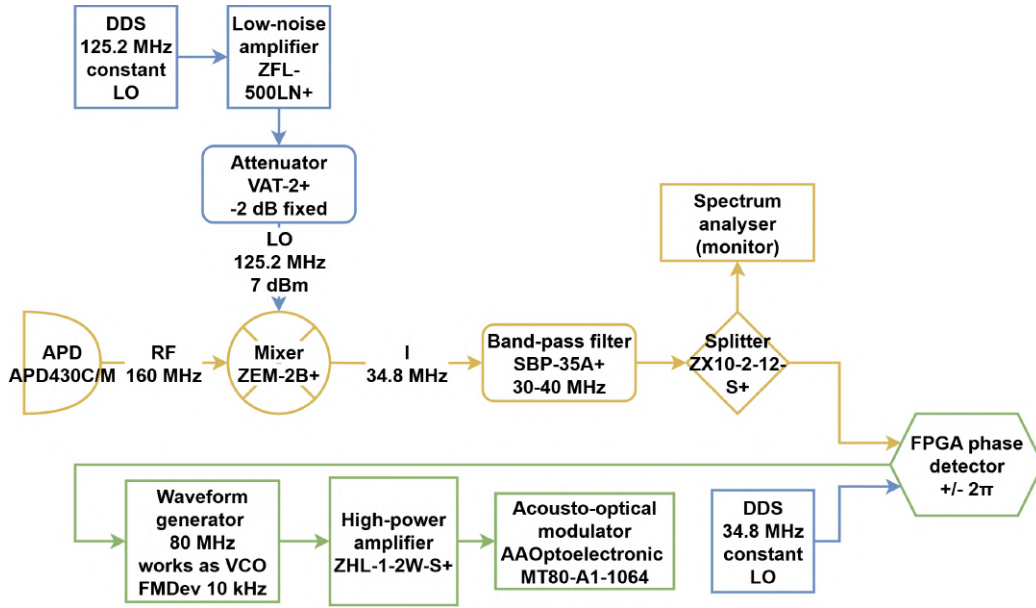 DDS
125.2 MHz
constant
LO
Low-noise
amplifier
ZFL-
500LN+
Attenuator
VAT-2+
-2 dB fixed
LO
125.2 MHz
7 dBm
Spectrum
analyser
(monitor)
APD
APD430C/M
RF
160 MHz
Mixer
ZEM-2B+
I
34.8 MHz
Band-pass filter
SBP-35A+
30-40 MHz
Splitter
ZX10-2-12-
S+
FPGA phase
detector
+/- 2π
Waveform
generator
80 MHz
works as VCO
FMDev 10 kHz
High-power
amplifier
ZHL-1-2W-S+
Acousto-optical
modulator
AAOptoelectronic
MT80-A1-1064
DDS
34.8 MHz
constant
LO